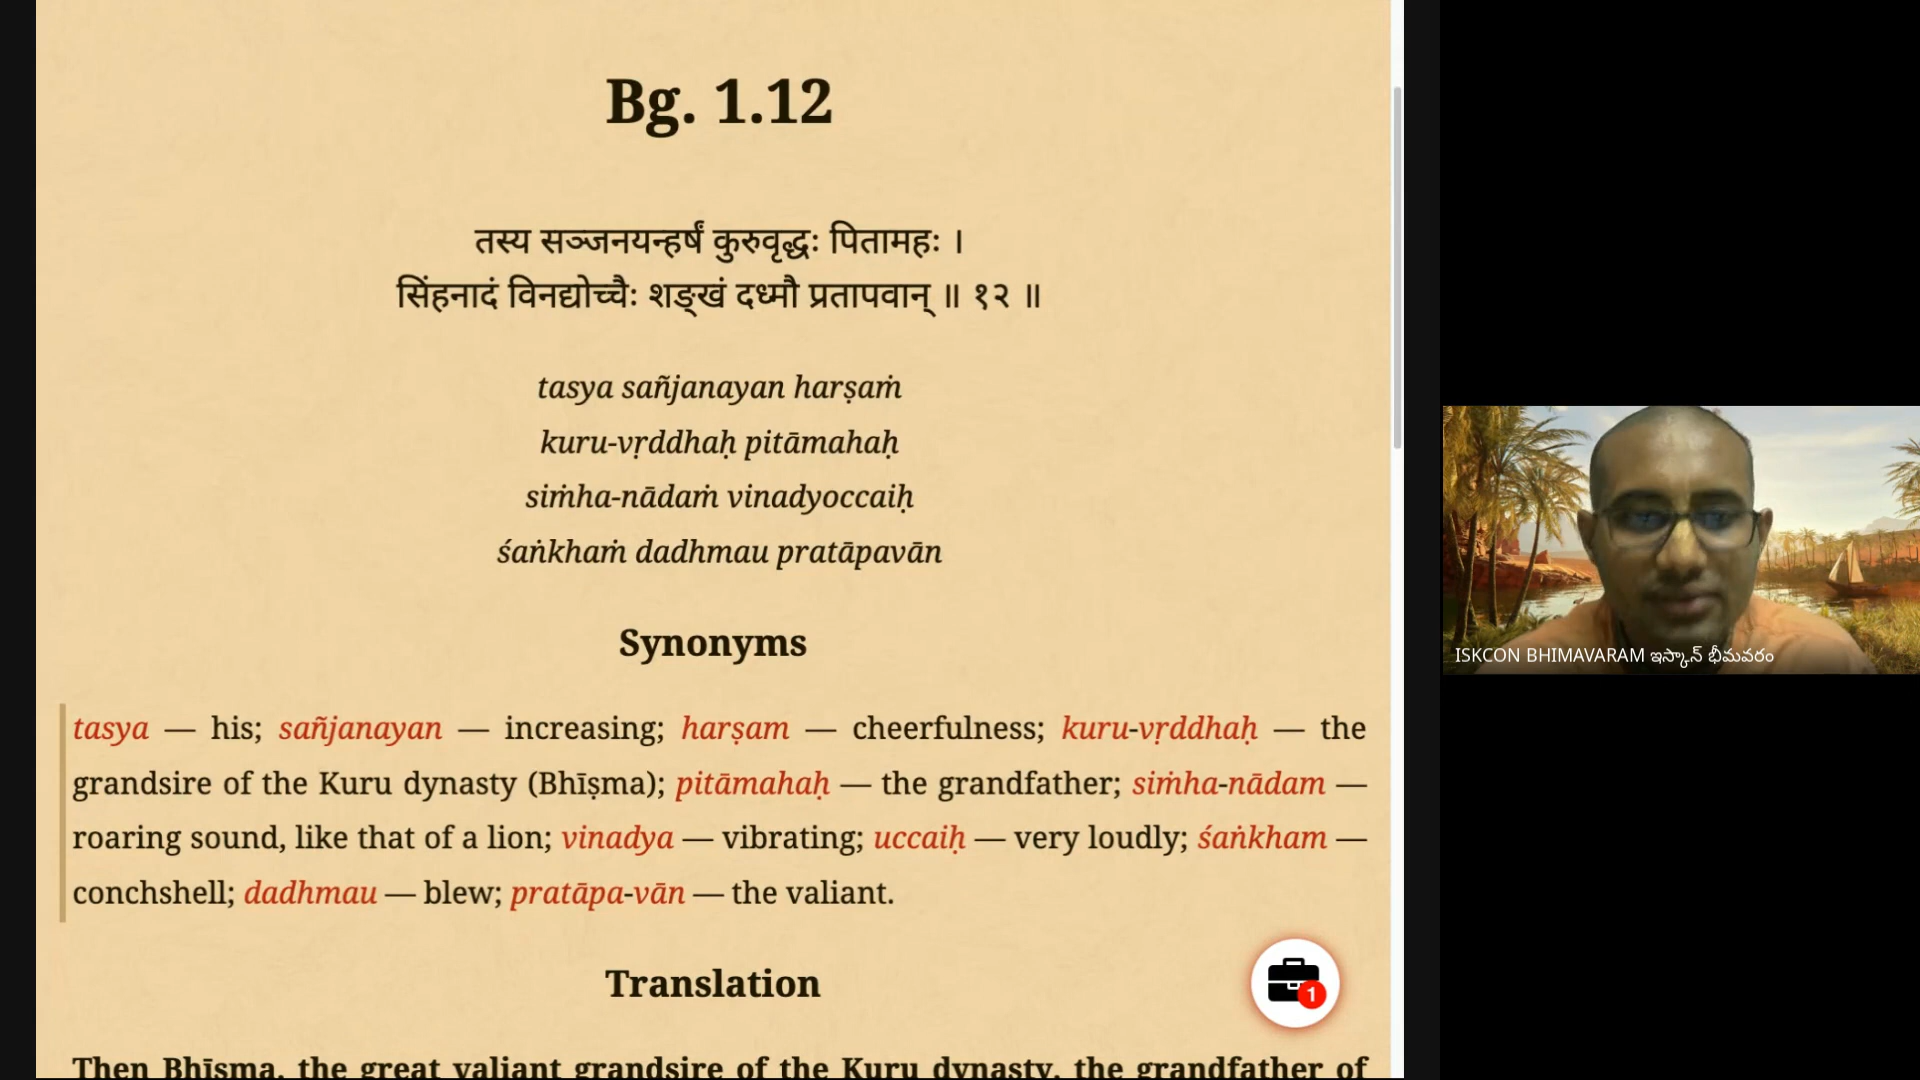 Bg. 1.12
तस्य सञ्जनयन्हर्षं कुरुवृद्धः पितामहः ।
सिंहनादं विनद्योच्चैः शङ्खं दध्मौ प्रतापवान् ॥ १२ ॥
tasya sañjanayan harṣaṁ
kuru-vṛddhaḥ pitāmahaḥ
siṁha-nādaṁ vinadyoccaiḥ
śaṅkhaṁ dadhmau pratāpavān
Synonyms
tasya — his; sañjanayan — increasing; harṣam — cheerfulness; kuru-vṛddhaḥ — the
grandsire of the Kuru dynasty (Bhīṣma); pitāmahaḥ — the grandfather; siṁha-nādam —
roaring sound, like that of a lion; vinadya — vibrating; uccaiḥ — very loudly; śaṅkham —
conchshell; dadhmau — blew; pratāpa-vān — the valiant.
1
Translation
Then Bhīṣma, the great valiant grandsire of the Kuru dynasty, the grandfather of
ISKCON BHIMAVARAM ఇస్కాన్ భీమవరం